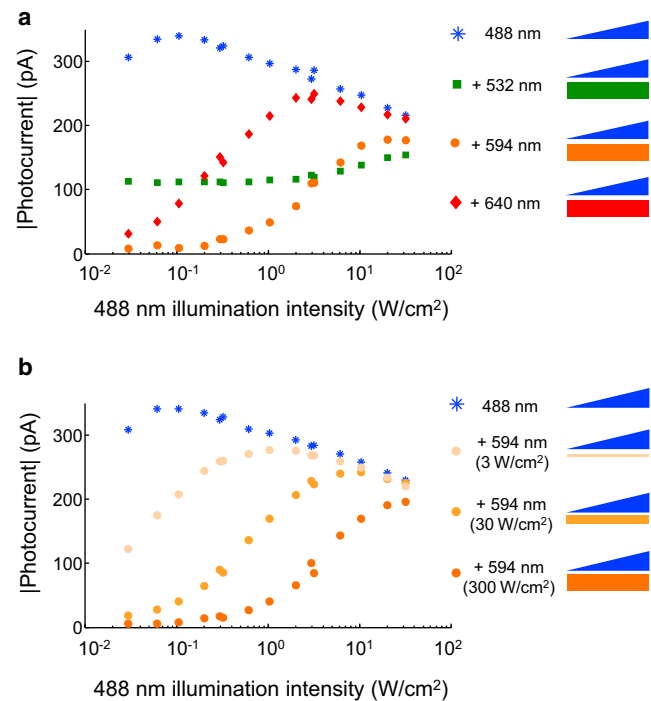 a
|Photocurrent| (pA)
300
200
100
0
10⁻² 10⁻¹ 10⁰ 10¹ 10²
488 nm illumination intensity (W/cm²)
488 nm
+ 532 nm
+ 594 nm
+ 640 nm
b
|Photocurrent| (pA)
300
200
100
0
10⁻² 10⁻¹ 10⁰ 10¹ 10²
488 nm illumination intensity (W/cm²)
488 nm
+ 594 nm
(3 W/cm²)
+ 594 nm
(30 W/cm²)
+ 594 nm
(300 W/cm²)